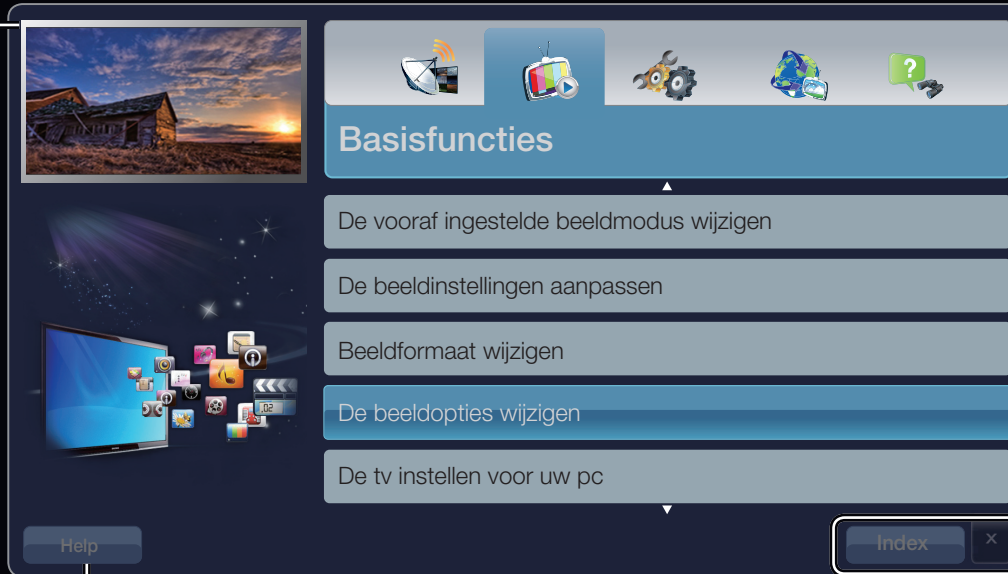 Basisfuncties
De vooraf ingestelde beeldmodus wijzigen
De beeldinstellingen aanpassen
Beeldformaat wijzigen
De beeldopties wijzigen
De tv instellen voor uw pc
Help
Index
x